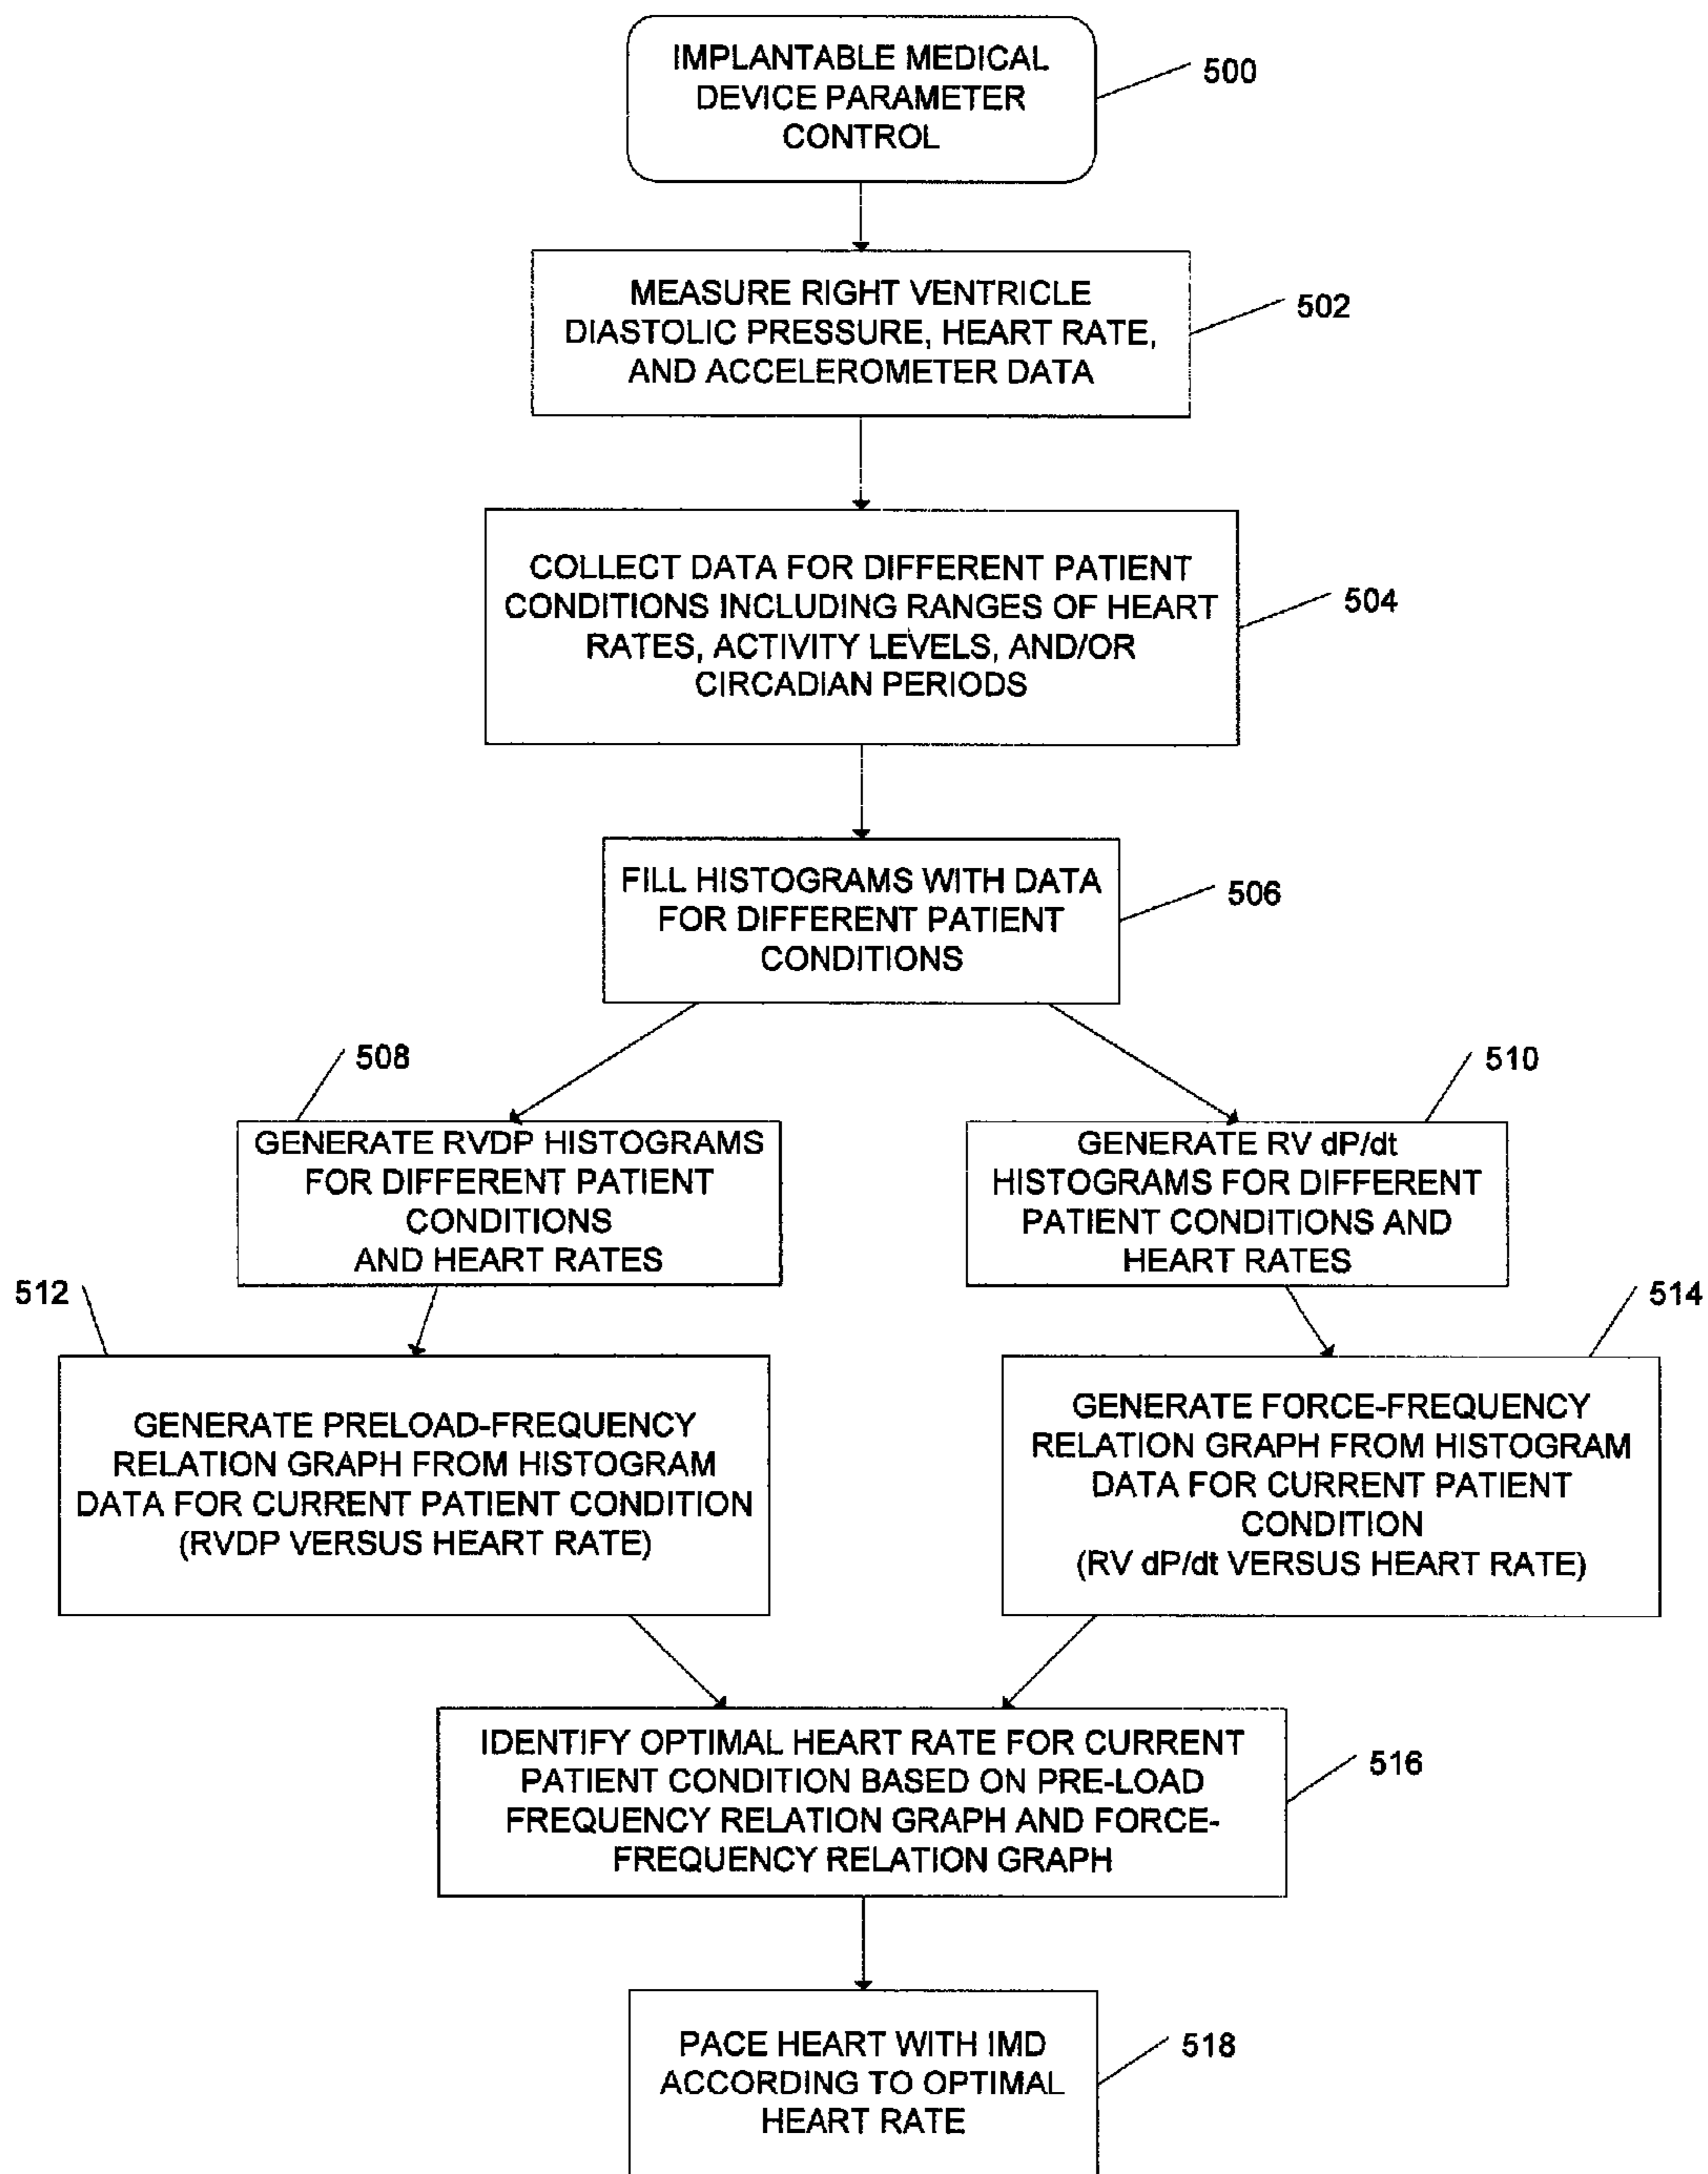 IMPLANTABLE MEDICAL
DEVICE PARAMETER
CONTROL
500
MEASURE RIGHT VENTRICLE
DIASTOLIC PRESSURE, HEART RATE,
AND ACCELEROMETER DATA
502
COLLECT DATA FOR DIFFERENT PATIENT
CONDITIONS INCLUDING RANGES OF HEART
RATES, ACTIVITY LEVELS, AND/OR
CIRCADIAN PERIODS
504
FILL HISTOGRAMS WITH DATA
FOR DIFFERENT PATIENT
CONDITIONS
506
508
GENERATE RVDP HISTOGRAMS
FOR DIFFERENT PATIENT
CONDITIONS
AND HEART RATES
510
GENERATE RV dP/dt
HISTOGRAMS FOR DIFFERENT
PATIENT CONDITIONS AND
HEART RATES
512
GENERATE PRELOAD-FREQUENCY
RELATION GRAPH FROM HISTOGRAM
DATA FOR CURRENT PATIENT CONDITION
(RVDP VERSUS HEART RATE)
514
GENERATE FORCE-FREQUENCY
RELATION GRAPH FROM HISTOGRAM
DATA FOR CURRENT PATIENT
CONDITION
(RV dP/dt VERSUS HEART RATE)
IDENTIFY OPTIMAL HEART RATE FOR CURRENT
PATIENT CONDITION BASED ON PRE-LOAD
FREQUENCY RELATION GRAPH AND FORCE-
FREQUENCY RELATION GRAPH
516
PACE HEART WITH IMD
ACCORDING TO OPTIMAL
HEART RATE
518